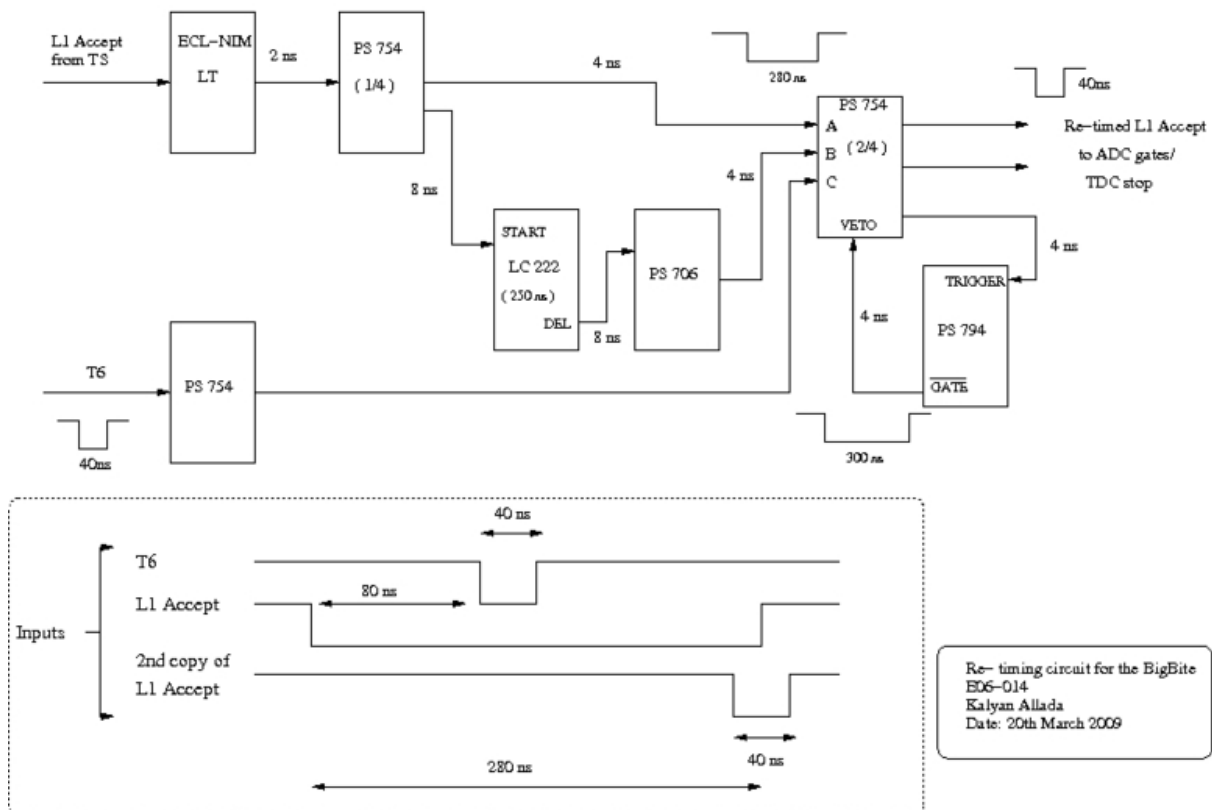 L1 Accept
from TS
ECL-NIM
LT
2 ns
PS 754
( 1/4 )
4 ns
280 ns
40ns
PS 754
A
B
C
( 2/4 )
VETO
Re-timed L1 Accept
to ADC gates/
TDC stop
8 ns
4 ns
START
LC 222
( 250 ns )
DEL
8 ns
PS 706
4 ns
TRIGGER
PS 794
GATE
4 ns
T6
PS 754
40ns
300 ns
40 ns
T6
80 ns
L1 Accept
Inputs
2nd copy of
L1 Accept
40 ns
280 ns
Re- timing circuit for the BigBite
E06-014
Kalyan Allada
Date: 20th March 2009